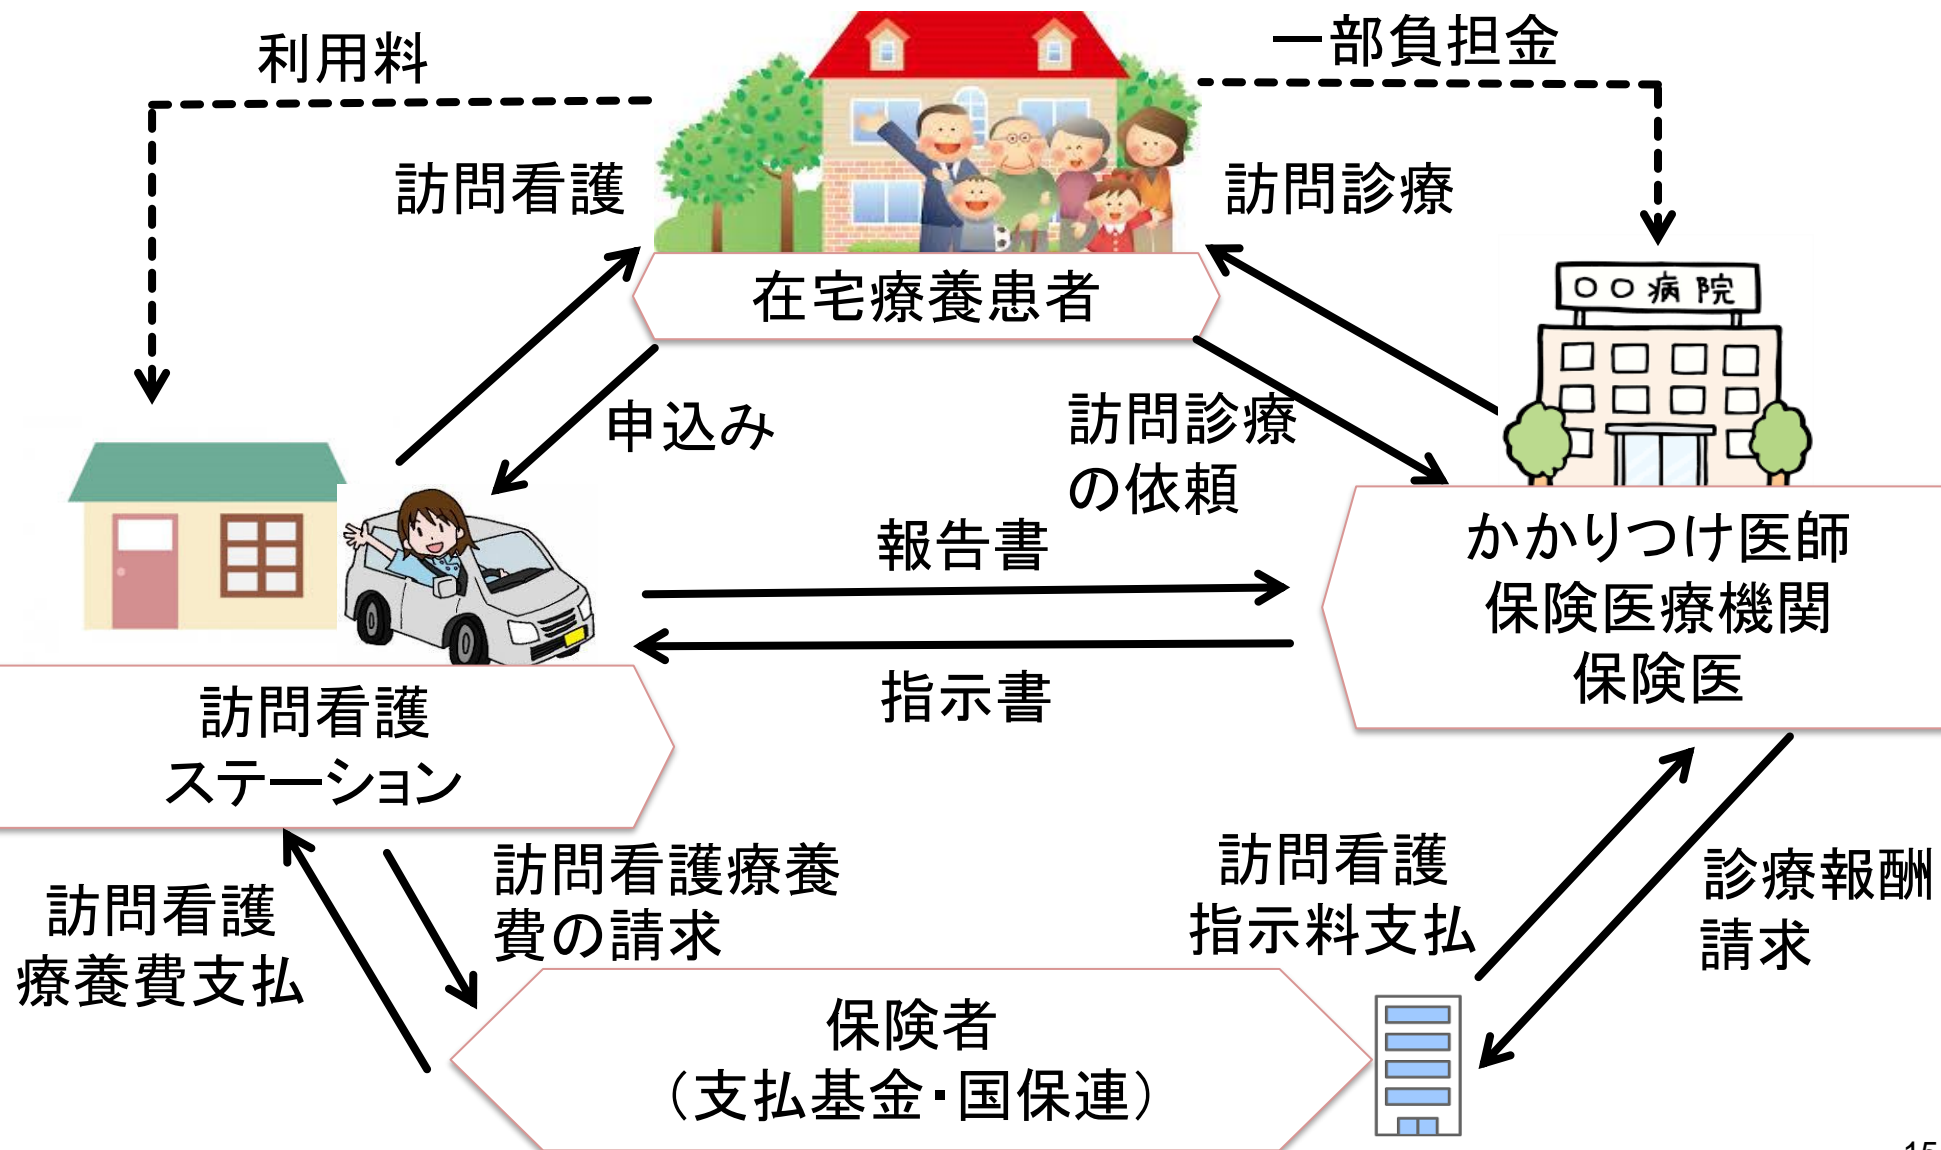 利用料
一部負担金
訪問看護
訪問診療
在宅療養患者
〇〇病院
申込み
訪問診療
の依頼
報告書
かかりつけ医師
保険医療機関
保険医
指示書
訪問看護
ステーション
訪問看護療養
費の請求
訪問看護
療養費支払
訪問看護
指示料支払
診療報酬
請求
保険者
（支払基金・国保連）
15